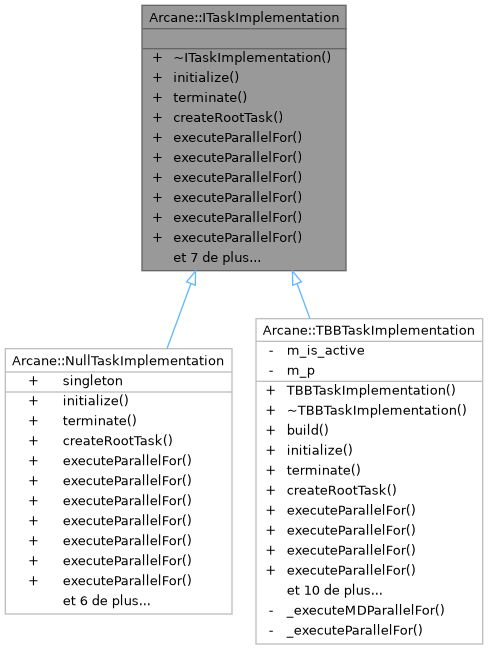 Arcane::ITaskImplementation
+ ~ITaskImplementation()
+ initialize()
+ terminate()
+ createRootTask()
+ executeParallelFor()
+ executeParallelFor()
+ executeParallelFor()
+ executeParallelFor()
+ executeParallelFor()
+ executeParallelFor()
et 7 de plus...
Arcane::NullTaskImplementation
+ singleton
+ initialize()
+ terminate()
+ createRootTask()
+ executeParallelFor()
+ executeParallelFor()
+ executeParallelFor()
+ executeParallelFor()
+ executeParallelFor()
+ executeParallelFor()
+ executeParallelFor()
et 6 de plus...
Arcane::TBBTaskImplementation
- m_is_active
- m_p
+ TBBTaskImplementation()
+ ~TBBTaskImplementation()
+ build()
+ initialize()
+ terminate()
+ createRootTask()
+ executeParallelFor()
+ executeParallelFor()
+ executeParallelFor()
+ executeParallelFor()
et 10 de plus...
- _executeMDParallelFor()
- _executeParallelFor()